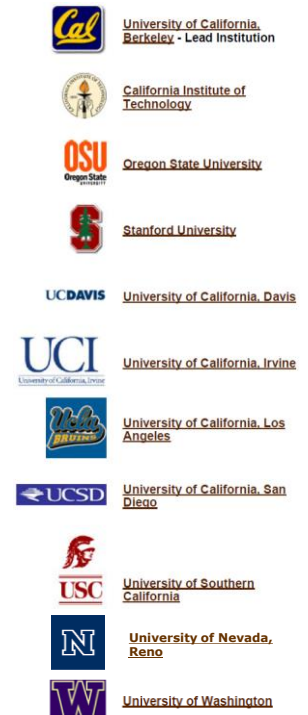 Cal
University of California,
Berkeley - Lead Institution
California Institute of
Technology
OSU
Oregon State
UNIVERSITY
Oregon State University
Stanford University
UCDAVIS
University of California, Davis
UCI
University of California, Irvine
University of California, Irvine
Ucla
BRUINS
University of California, Los
Angeles
UCSD
University of California, San
Diego
USC
University of Southern
California
N
University of Nevada,
Reno
W
University of Washington